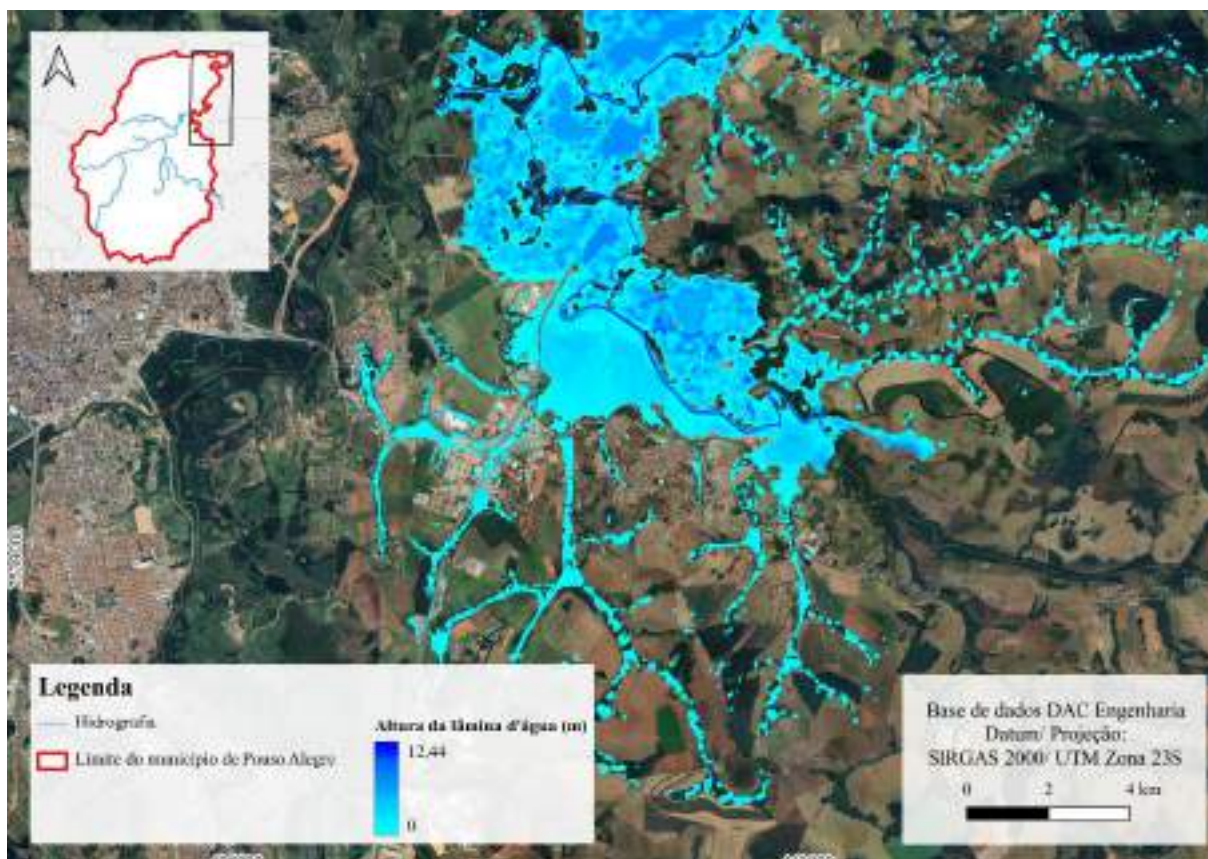 Legenda
Hidrografia
Limite do município de Pouso Alegre
Altura da lâmina d'água (m)
12.44
0
Base de dados DAC Engenharia
Datum/ Projeção:
SIRGAS 2000/ UTM Zona 23S
0 2 4 km